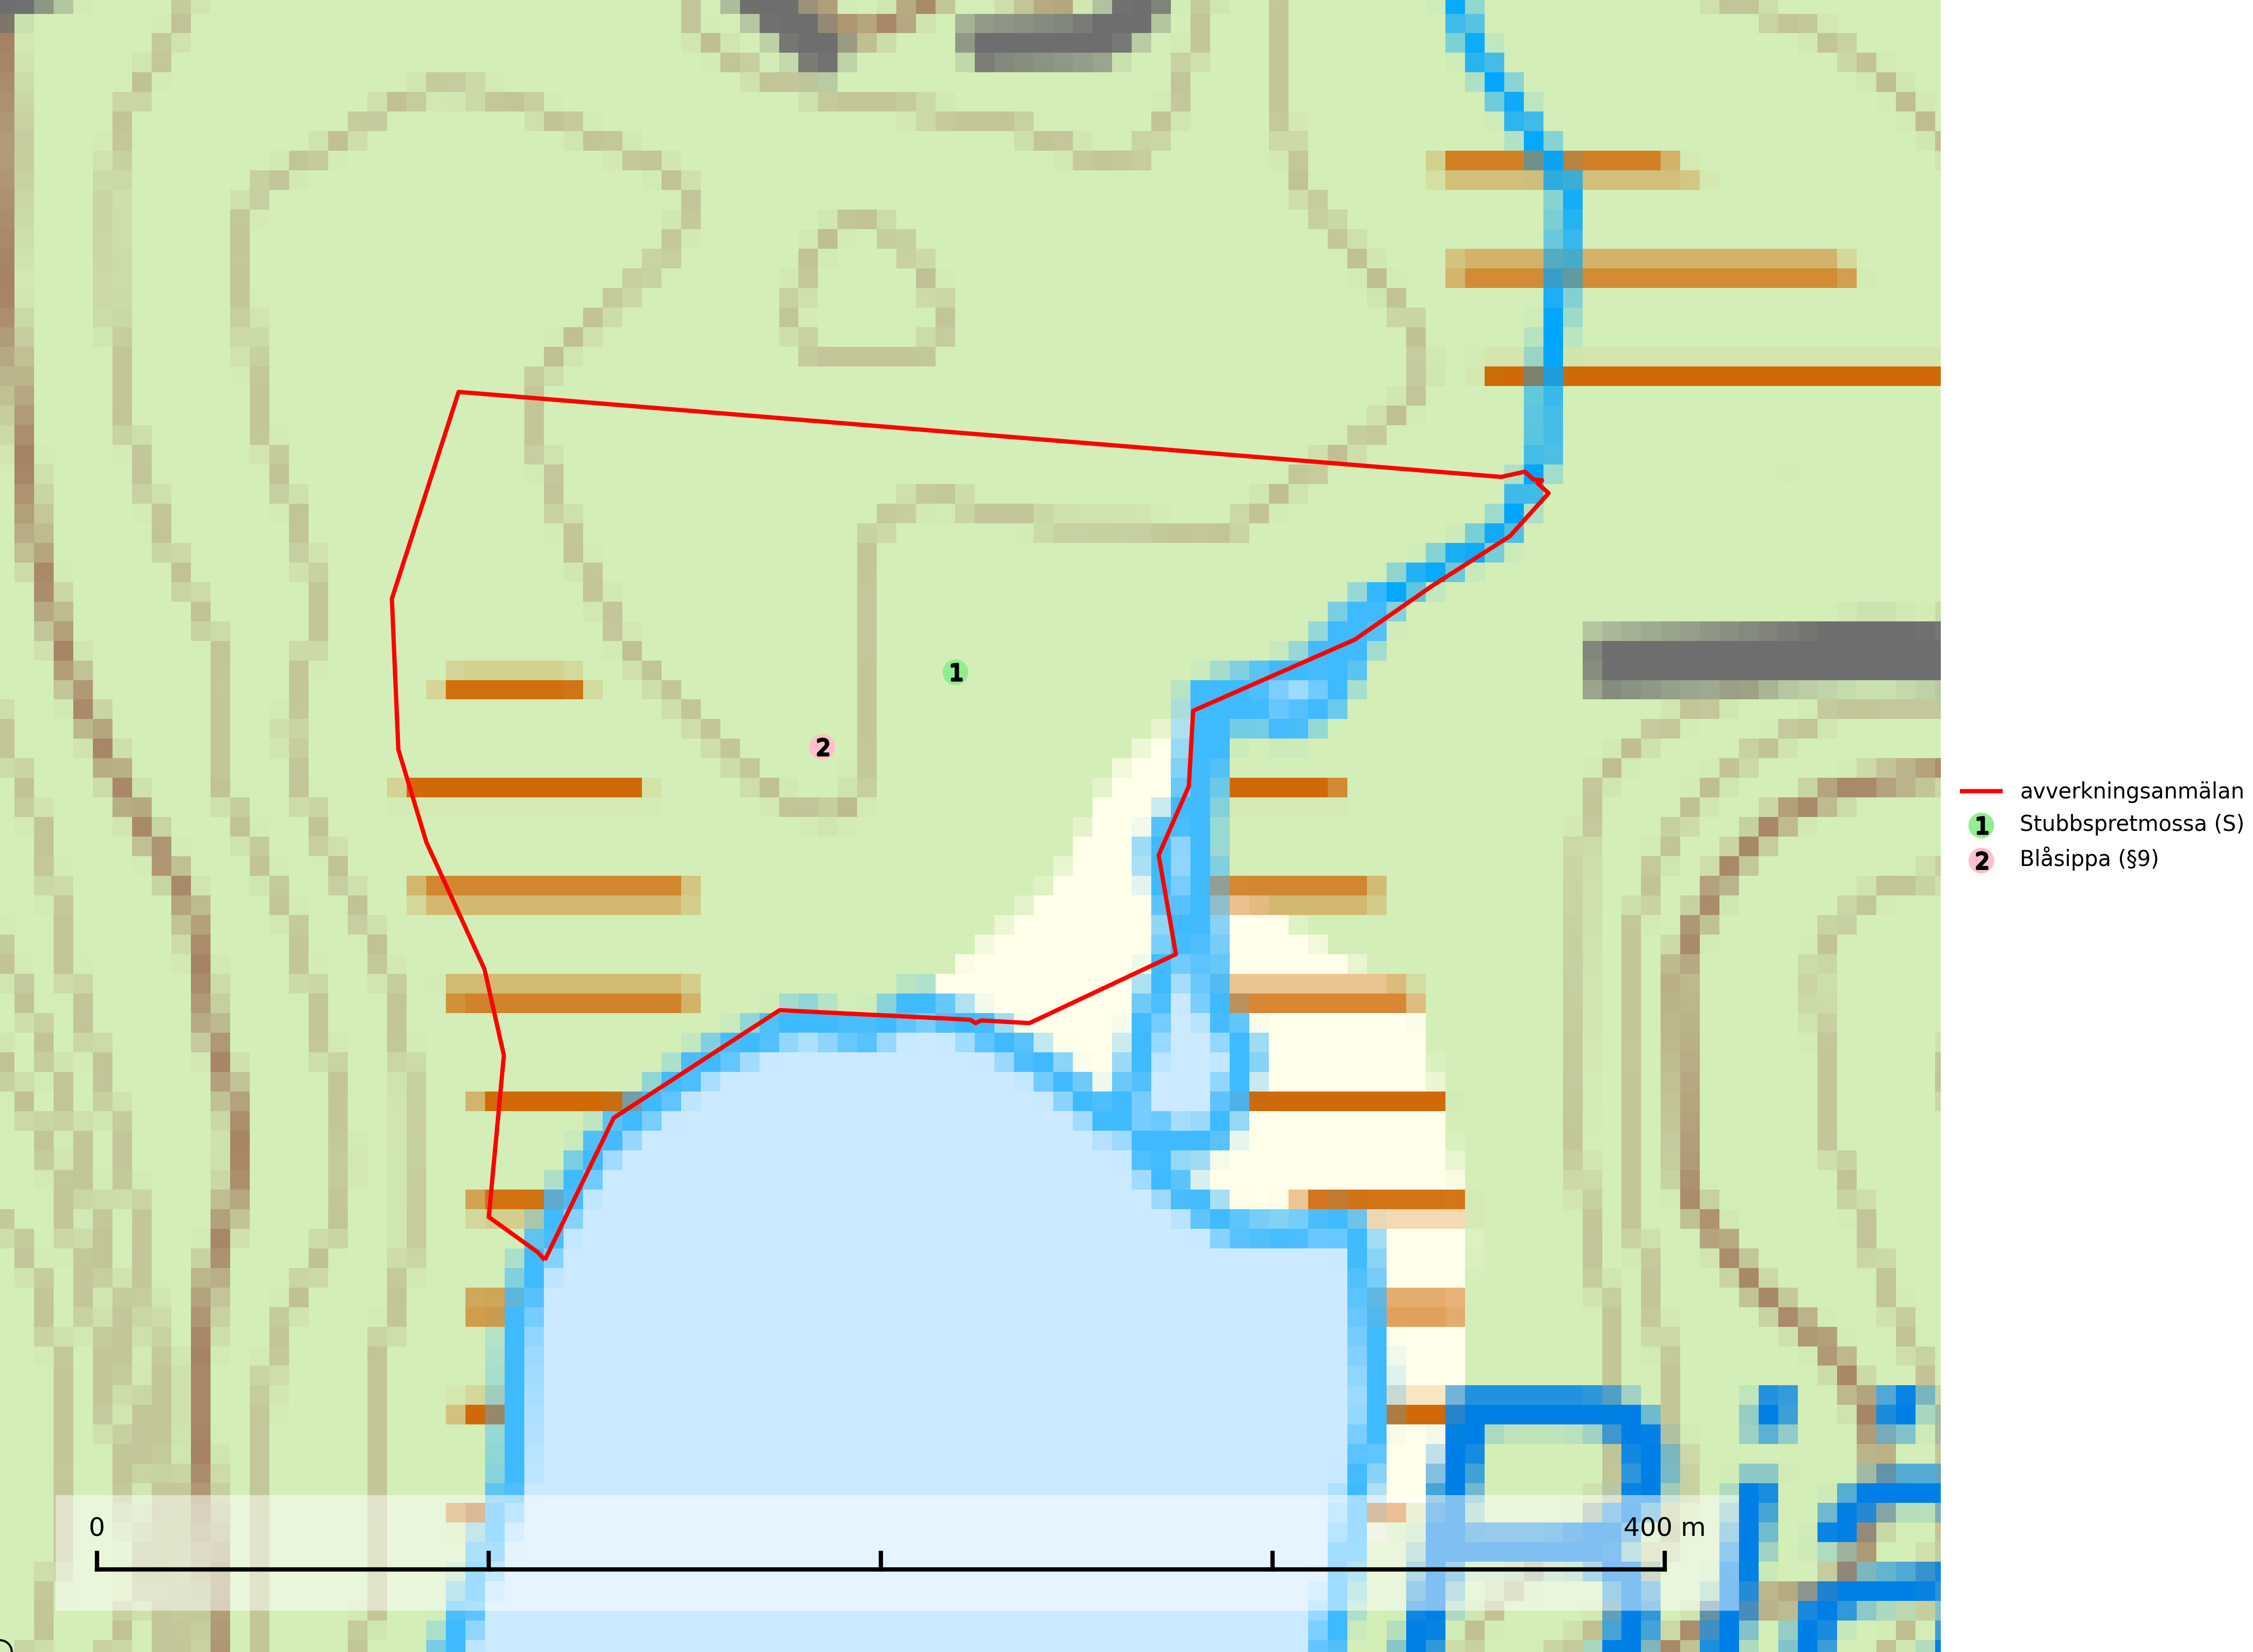 1
2
avverkningsanmälan
1 Stubbspretmossa (S)
2 Blåsippa (§9)
0 400 m